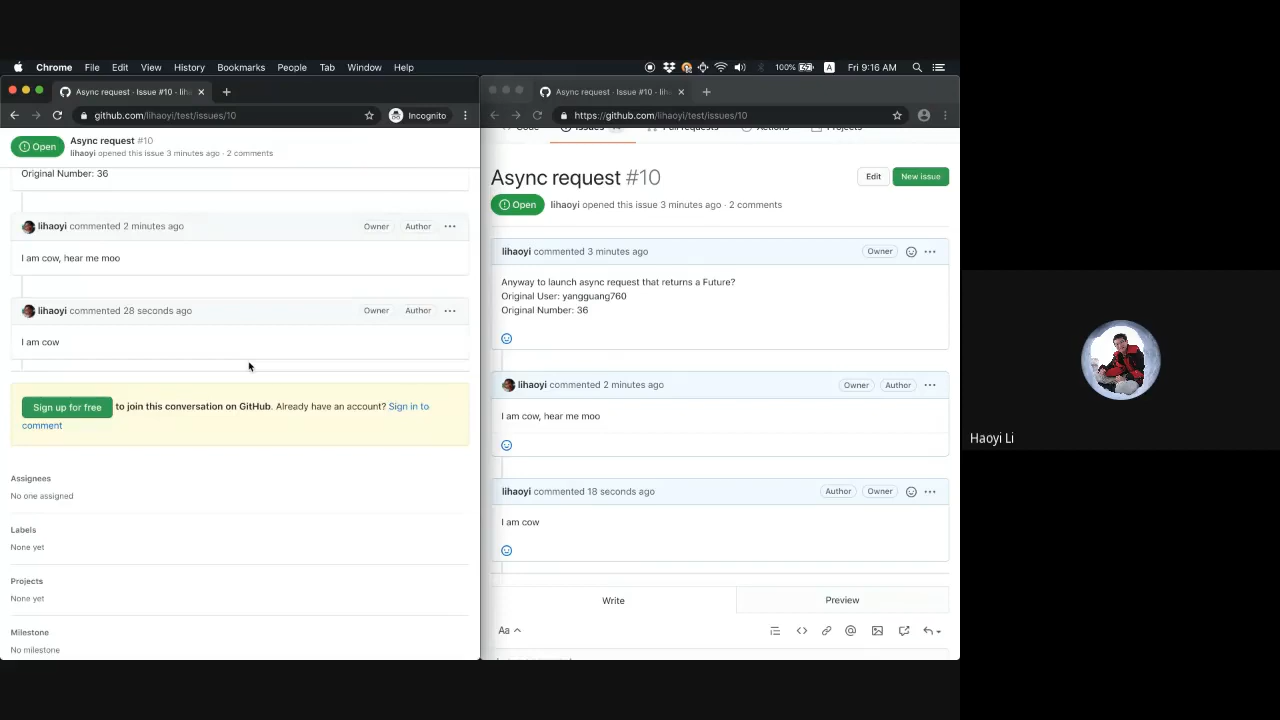 Chrome File Edit View History Bookmarks People Tab Window Help
100% A Fri 9:16 AM
Async request · Issue #10 · lih
github.com/lihaoyi/test/issues/10
Incognito
Open
Async request #10
lihaoyi opened this issue 3 minutes ago · 2 comments
Original Number: 36
lihaoyi commented 2 minutes ago Owner Author
I am cow, hear me moo
lihaoyi commented 28 seconds ago Owner Author
I am cow
Sign up for free to join this conversation on GitHub. Already have an account? Sign in to
comment
Assignees
No one assigned
Labels
None yet
Projects
None yet
Milestone
No milestone
Async request · Issue #10 · lih
https://github.com/lihaoyi/test/issues/10
Code Issues Pull requests Actions Projects
Async request #10
Edit New issue
Open lihaoyi opened this issue 3 minutes ago · 2 comments
lihaoyi commented 3 minutes ago Owner
Anyway to launch async request that returns a Future?
Original User: yangguang760
Original Number: 36
lihaoyi commented 2 minutes ago Owner Author
I am cow, hear me moo
lihaoyi commented 18 seconds ago Author Owner
I am cow
Write Preview
Aa
Haoyi Li